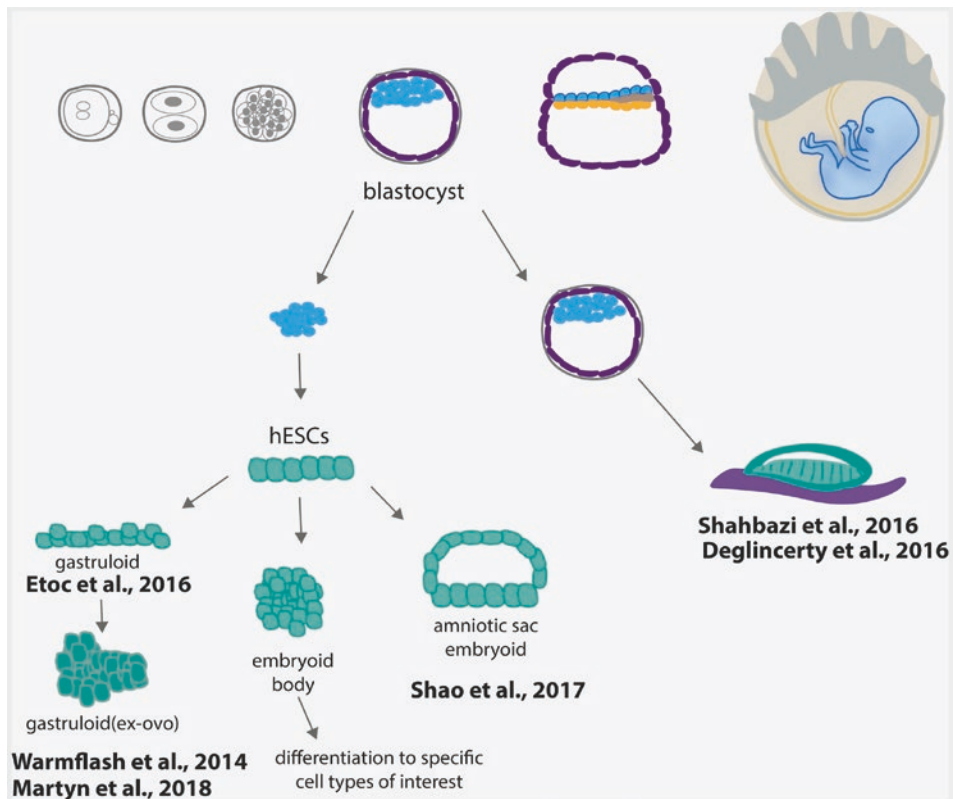 blastocyst
hESCs
gastruloid
Etoc et al., 2016
gastruloid(ex-ovo)
Warmflash et al., 2014
Martyn et al., 2018
embryoid
body
differentiation to specific
cell types of interest
amniotic sac
embryoid
Shao et al., 2017
Shahbazi et al., 2016
Deglincerty et al., 2016